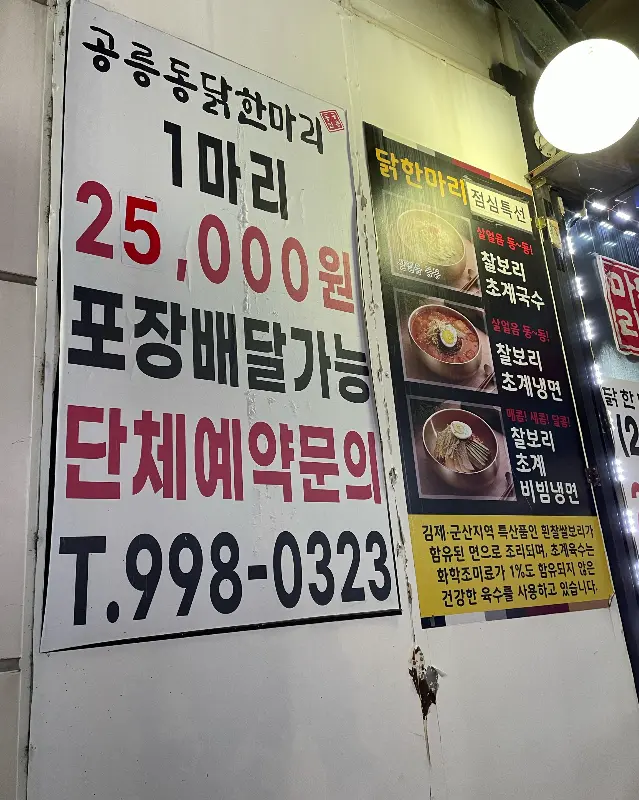 공릉동닭한마리
1마리
25,000원
포장배달가능
단체예약문의
T.998-0323
닭한마리 점심특선
살얼음 동~동!
찰보리
초계국수
살얼음 동동
살얼음 동~동!
찰보리
초계냉면
매콤! 새콤! 달콤!
찰보리
초계
비빔냉면
김제·군산지역 특산품인 흰찰쌀보리가
함유된 면으로 조리되며, 초계육수는
화학조미료가 1%도 함유되지 않은
건강한 육수를 사용하고 있습니다.
닭한